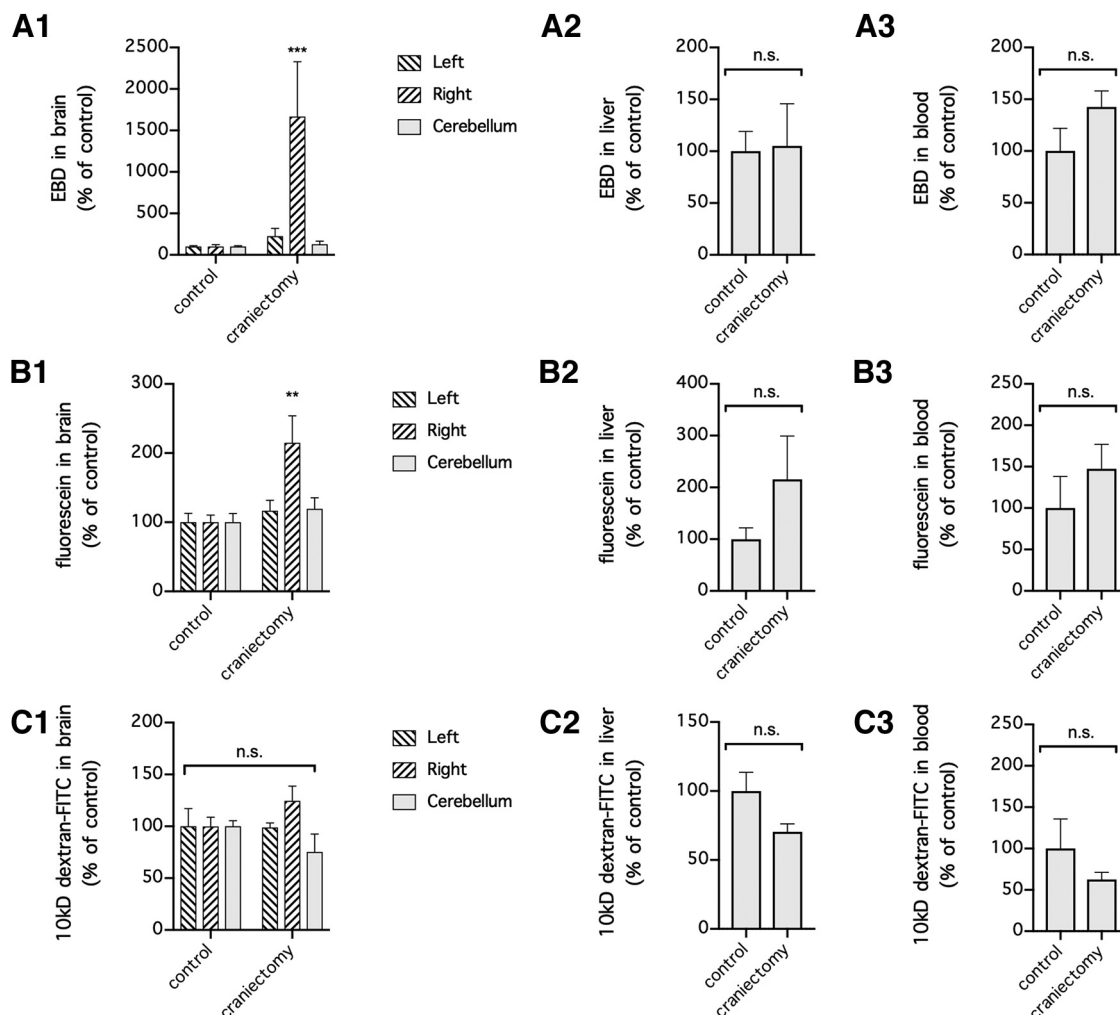 A1
EBD in brain
(% of control)
2500
2000
1500
1000
500
0
***
control
craniectomy
Left
Right
Cerebellum
A2
EBD in liver
(% of control)
200
150
100
50
0
n.s.
control
craniectomy
A3
EBD in blood
(% of control)
200
150
100
50
0
n.s.
control
craniectomy
B1
fluorescein in brain
(% of control)
300
200
100
0
**
control
craniectomy
Left
Right
Cerebellum
B2
fluorescein in liver
(% of control)
400
300
200
100
0
n.s.
control
craniectomy
B3
fluorescein in blood
(% of control)
250
200
150
100
50
0
n.s.
control
craniectomy
C1
10kD dextran-FITC in brain
(% of control)
200
150
100
50
0
n.s.
control
craniectomy
Left
Right
Cerebellum
C2
10kD dextran-FITC in liver
(% of control)
150
100
50
0
n.s.
control
craniectomy
C3
10kD dextran-FITC in blood
(% of control)
250
200
150
100
50
0
n.s.
control
craniectomy